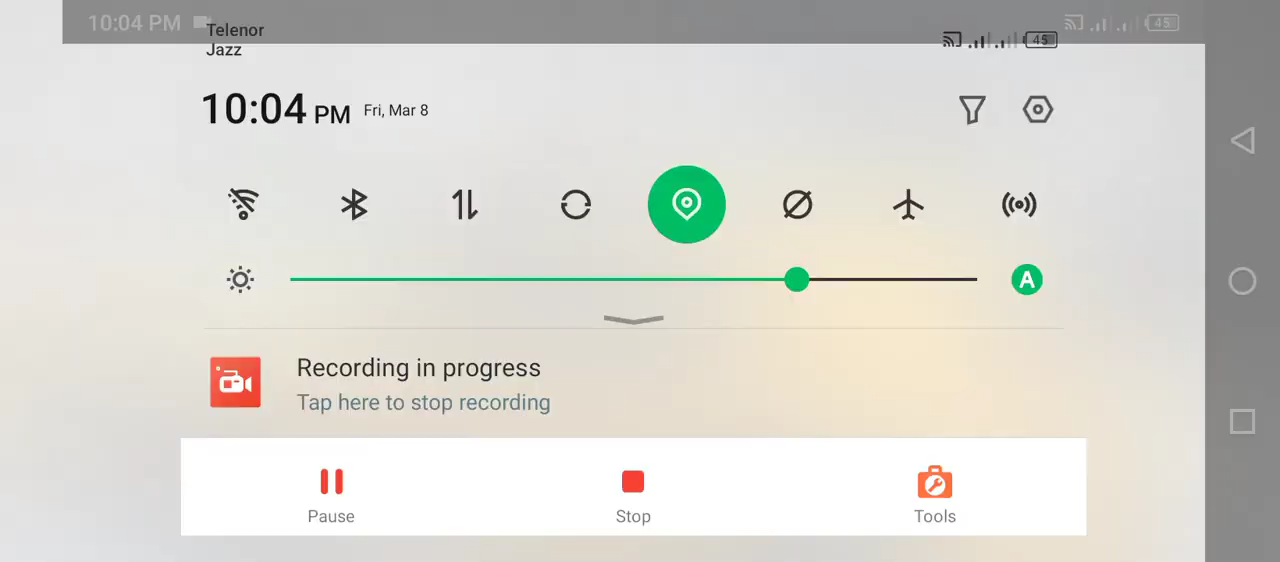 10:04 PM
45
Telenor
Jazz
45
10:04 PM Fri, Mar 8
A
Recording in progress
Tap here to stop recording
Pause Stop Tools